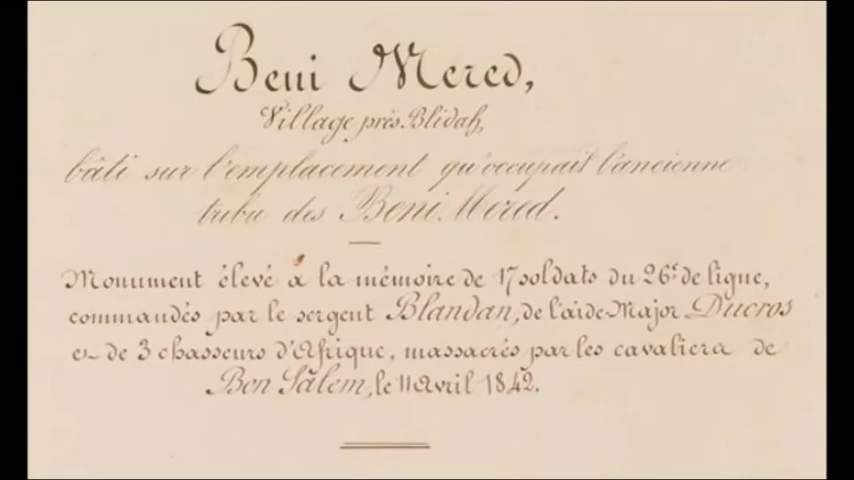 Beni Mered,
Village près Blidah,
bâti sur l'emplacement qu'occupait l'ancienne
tribu des Beni Mered.
Monument élevé à la mémoire de 17 soldats du 26e de ligne,
commandés par le sergent Blandan, de l'aide-Major Ducros
et de 3 chasseurs d'Afrique, massacrés par les cavaliers de
Ben Sâlem, le 11 Avril 1842.